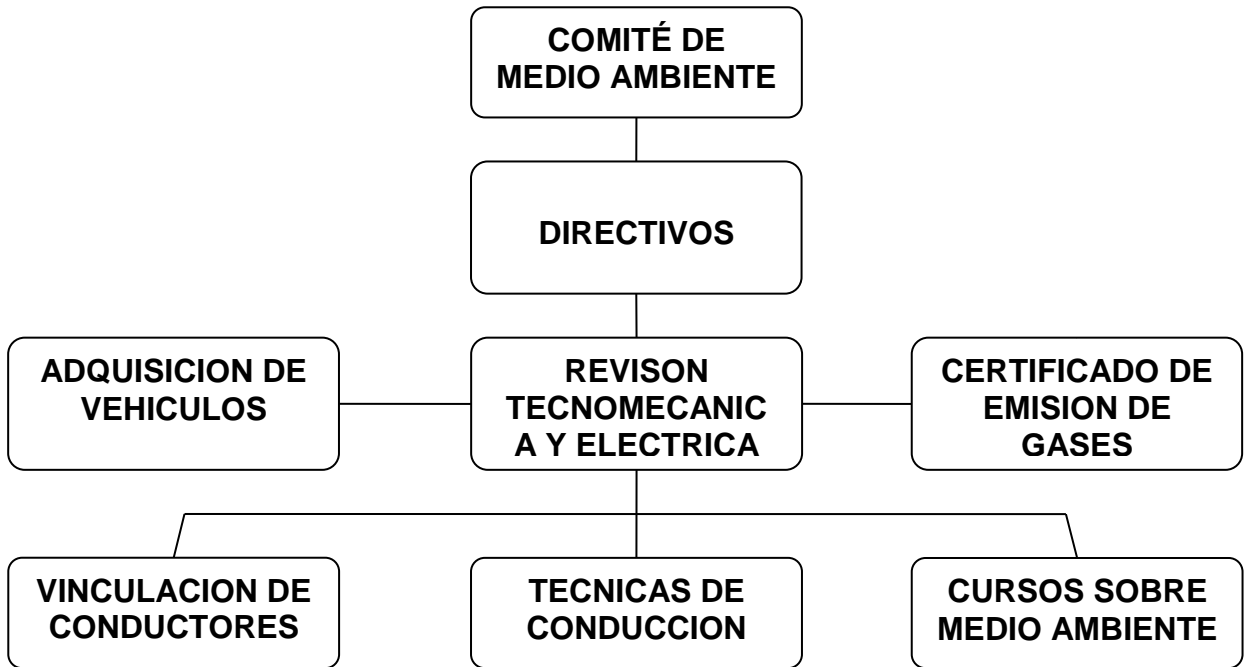 COMITÉ DE
MEDIO AMBIENTE
DIRECTIVOS
ADQUISICION DE
VEHICULOS
REVISON
TECNOMECANIC
A Y ELECTRICA
CERTIFICADO DE
EMISION DE
GASES
VINCULACION DE
CONDUCTORES
TECNICAS DE
CONDUCCION
CURSOS SOBRE
MEDIO AMBIENTE